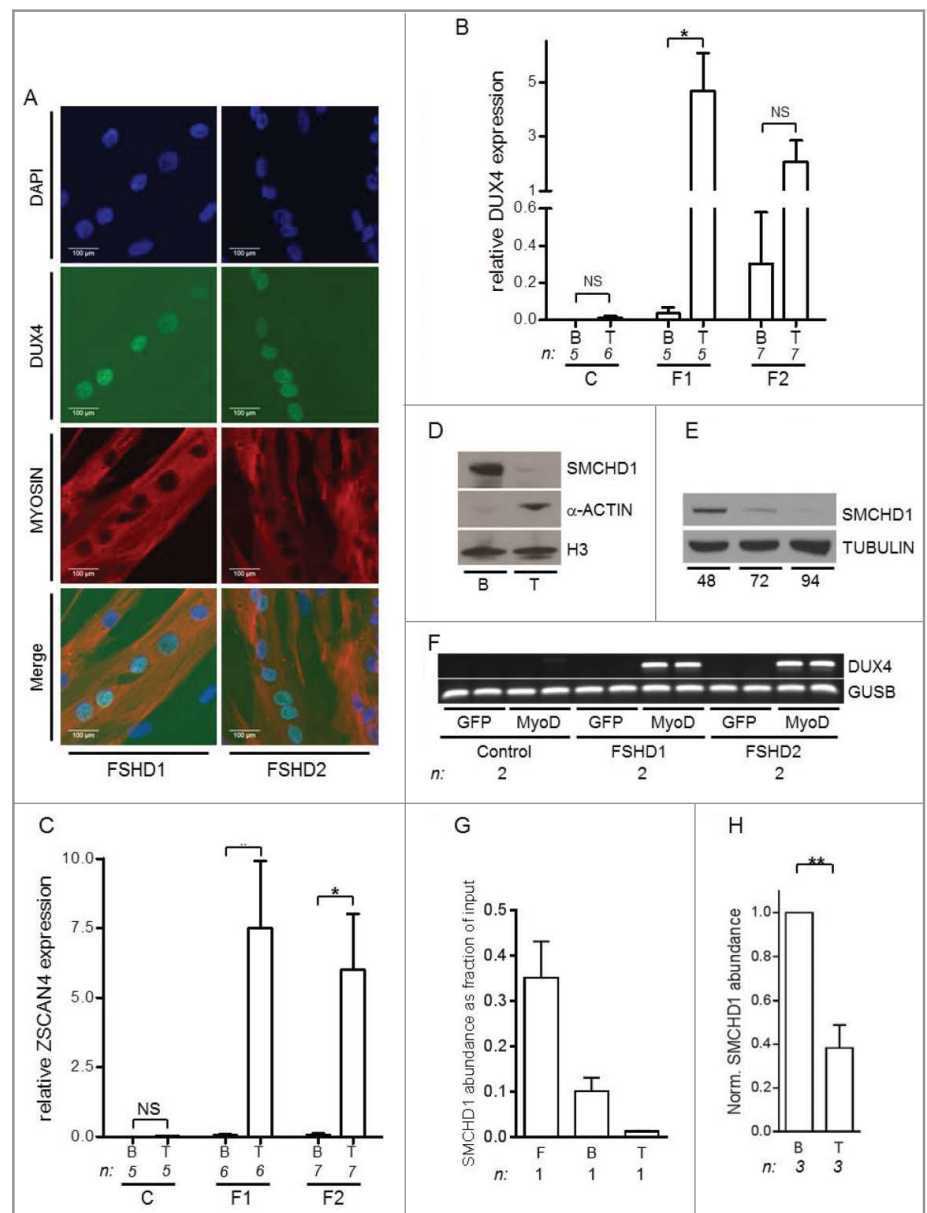 A
DAPI
100 µm
100 µm
DUX4
100 µm
100 µm
MYOSIN
100 µm
100 µm
Merge
100 µm
100 µm
FSHD1 FSHD2
B
relative DUX4 expression
5
3
1
0.6
0.4
0.2
0.0
NS
*
NS
B T B T B T
n: 5 6 5 5 7 7
C F1 F2
D
SMCHD1
α-ACTIN
H3
B T
E
SMCHD1
TUBULIN
48 72 94
F
DUX4
GUSB
GFP MyoD GFP MyoD GFP MyoD
Control FSHD1 FSHD2
n: 2 2 2
C
relative ZSCAN4 expression
10.0
7.5
5.0
2.5
0.0
NS
*
B T B T B T
n: 5 5 6 6 7 7
C F1 F2
G
SMCHD1 abundance as fraction of input
0.5
0.4
0.3
0.2
0.1
0.0
F B T
n: 1 1 1
H
Norm. SMCHD1 abundance
1.0
0.8
0.6
0.4
0.2
0.0
**
B T
n: 3 3